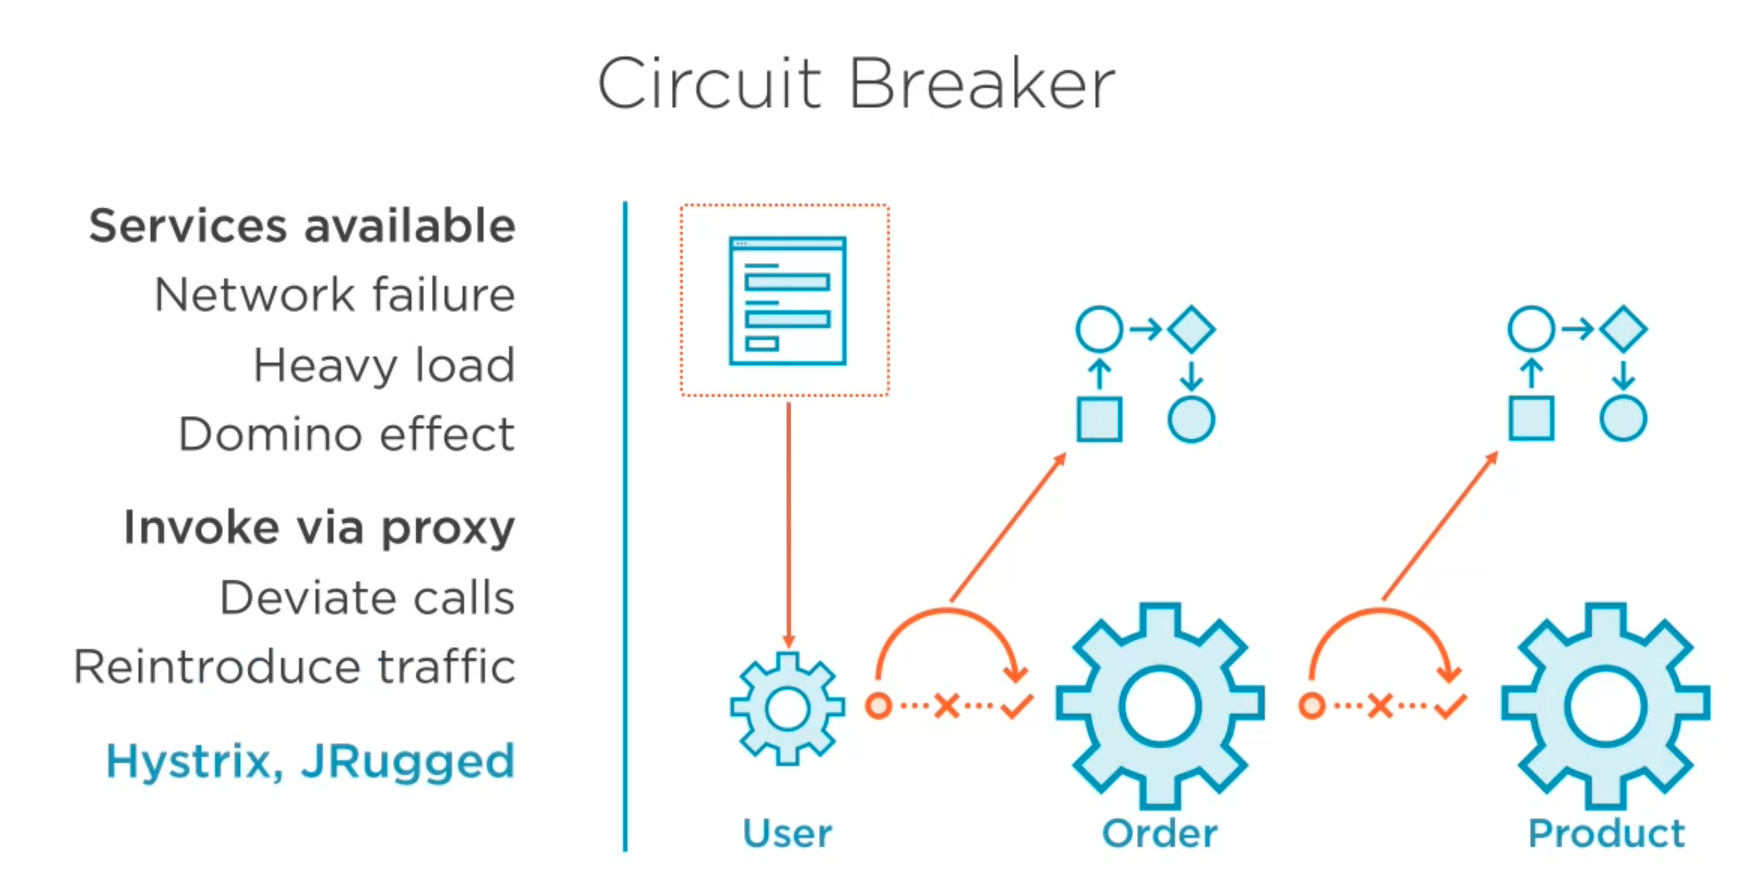 Circuit Breaker
Services available
Network failure
Heavy load
Domino effect
Invoke via proxy
Deviate calls
Reintroduce traffic
Hystrix, JRugged
User
Order
Product